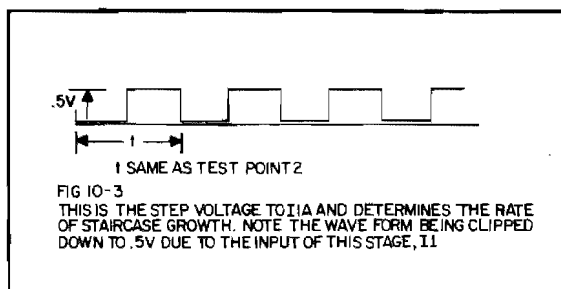 .5V
t
t SAME AS TEST POINT 2
FIG 10-3
THIS IS THE STEP VOLTAGE TO I1A AND DETERMINES THE RATE
OF STAIRCASE GROWTH. NOTE THE WAVE FORM BEING CLIPPED
DOWN TO .5V DUE TO THE INPUT OF THIS STAGE, I1